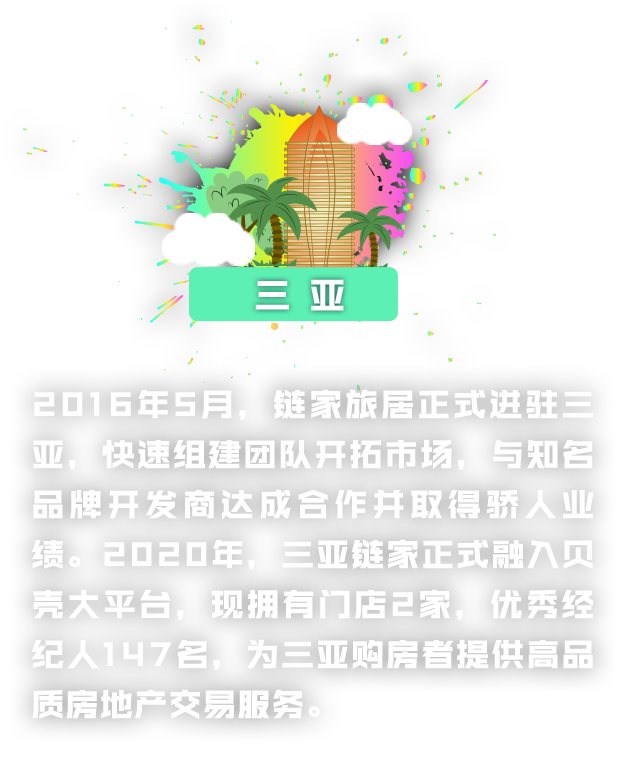 三亚
2016年5月，链家旅居正式进驻三
亚，快速组建团队开拓市场，与知名
品牌开发商达成合作并取得骄人业
绩。2020年，三亚链家正式融入贝
壳大平台，现拥有门店2家，优秀经
纪人147名，为三亚购房者提供高品
质房地产交易服务。